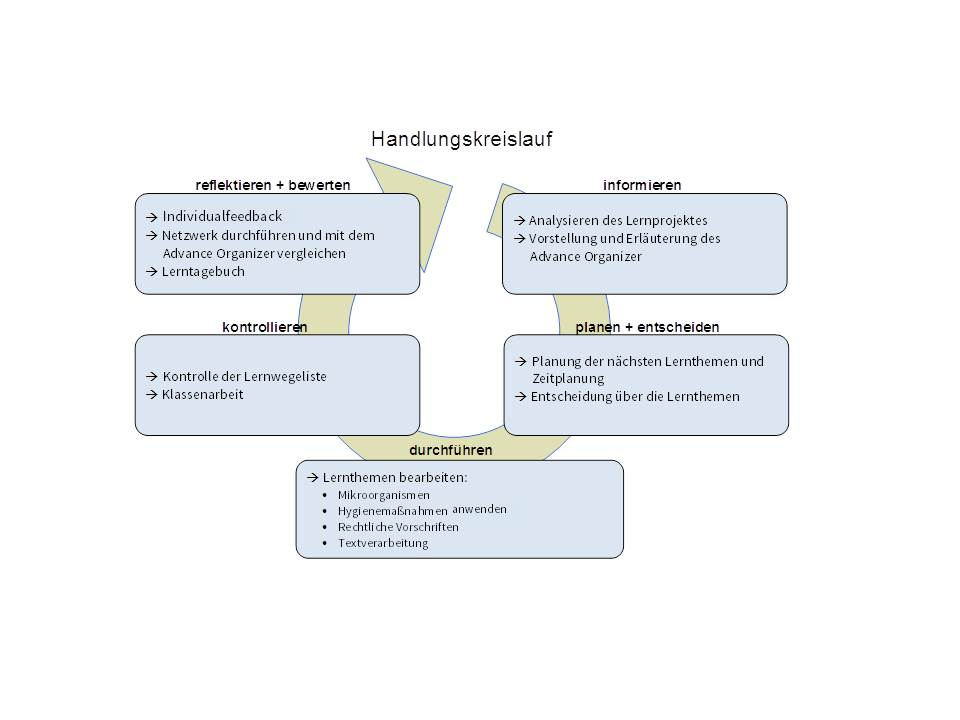 Handlungskreislauf
reflektieren + bewerten
→ Individualfeedback
→ Netzwerk durchführen und mit dem
Advance Organizer vergleichen
→ Lerntagebuch
informieren
→ Analysieren des Lernprojektes
→ Vorstellung und Erläuterung des
Advance Organizer
kontrollieren
→ Kontrolle der Lernwegeliste
→ Klassenarbeit
planen + entscheiden
→ Planung der nächsten Lernthemen und
Zeitplanung
→ Entscheidung über die Lernthemen
durchführen
→ Lernthemen bearbeiten:
• Mikroorganismen
• Hygienemaßnahmen anwenden
• Rechtliche Vorschriften
• Textverarbeitung